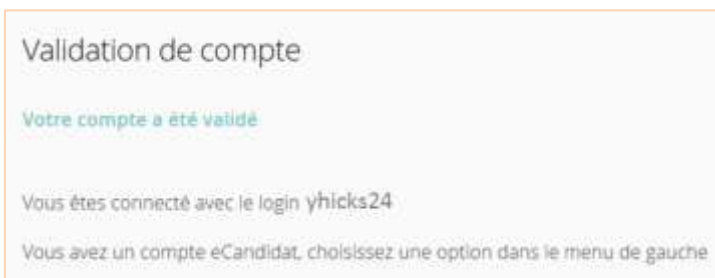 Validation de compte
Votre compte a été validé
Vous êtes connecté avec le login yhicks24
Vous avez un compte eCandidat, choisissez une option dans le menu de gauche